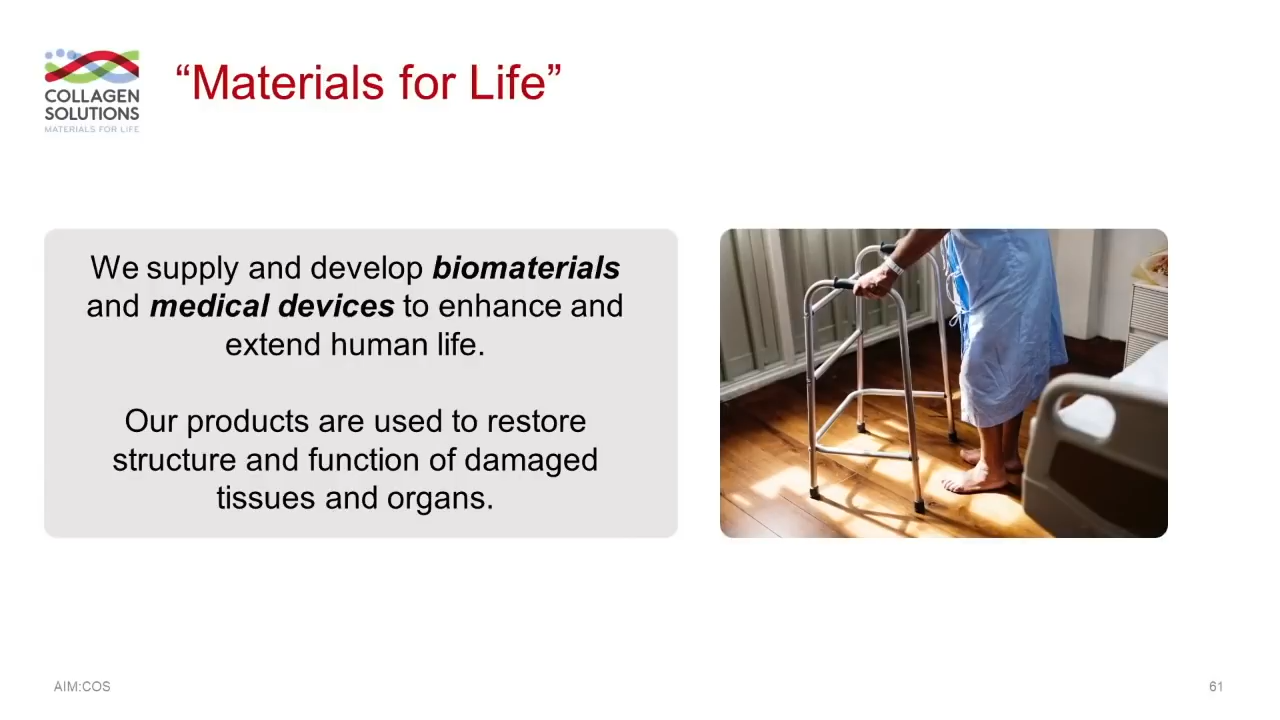 COLLAGEN
SOLUTIONS
MATERIALS FOR LIFE
“Materials for Life”
We supply and develop biomaterials
and medical devices to enhance and
extend human life.
Our products are used to restore
structure and function of damaged
tissues and organs.
AIM:COS
61